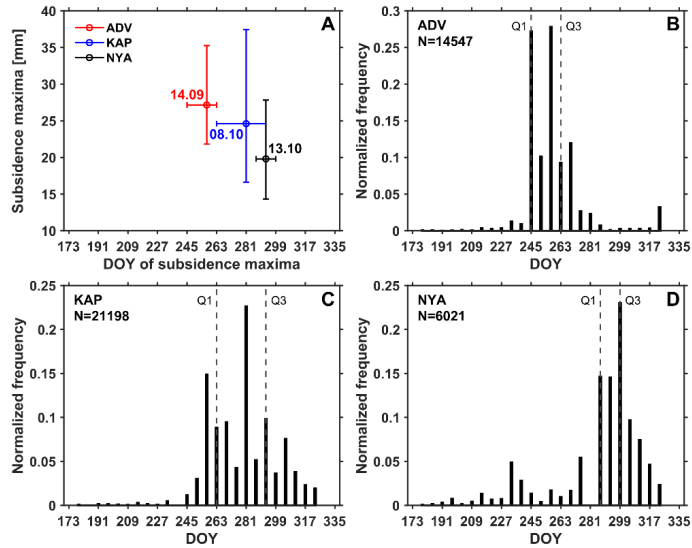 A
ADV
KAP
NYA
14.09
08.10
13.10
Subsidence maxima [mm]
40
35
30
25
20
15
10
173 191 209 227 245 263 281 299 317 335
DOY of subsidence maxima
B
ADV
N=14547
Q1
Q3
Normalized frequency
0.3
0.25
0.2
0.15
0.1
0.05
0
173 191 209 227 245 263 281 299 317 335
DOY
C
KAP
N=21198
Q1
Q3
Normalized frequency
0.25
0.2
0.15
0.1
0.05
0
173 191 209 227 245 263 281 299 317 335
DOY
D
NYA
N=6021
Q1
Q3
Normalized frequency
0.25
0.2
0.15
0.1
0.05
0
173 191 209 227 245 263 281 299 317 335
DOY